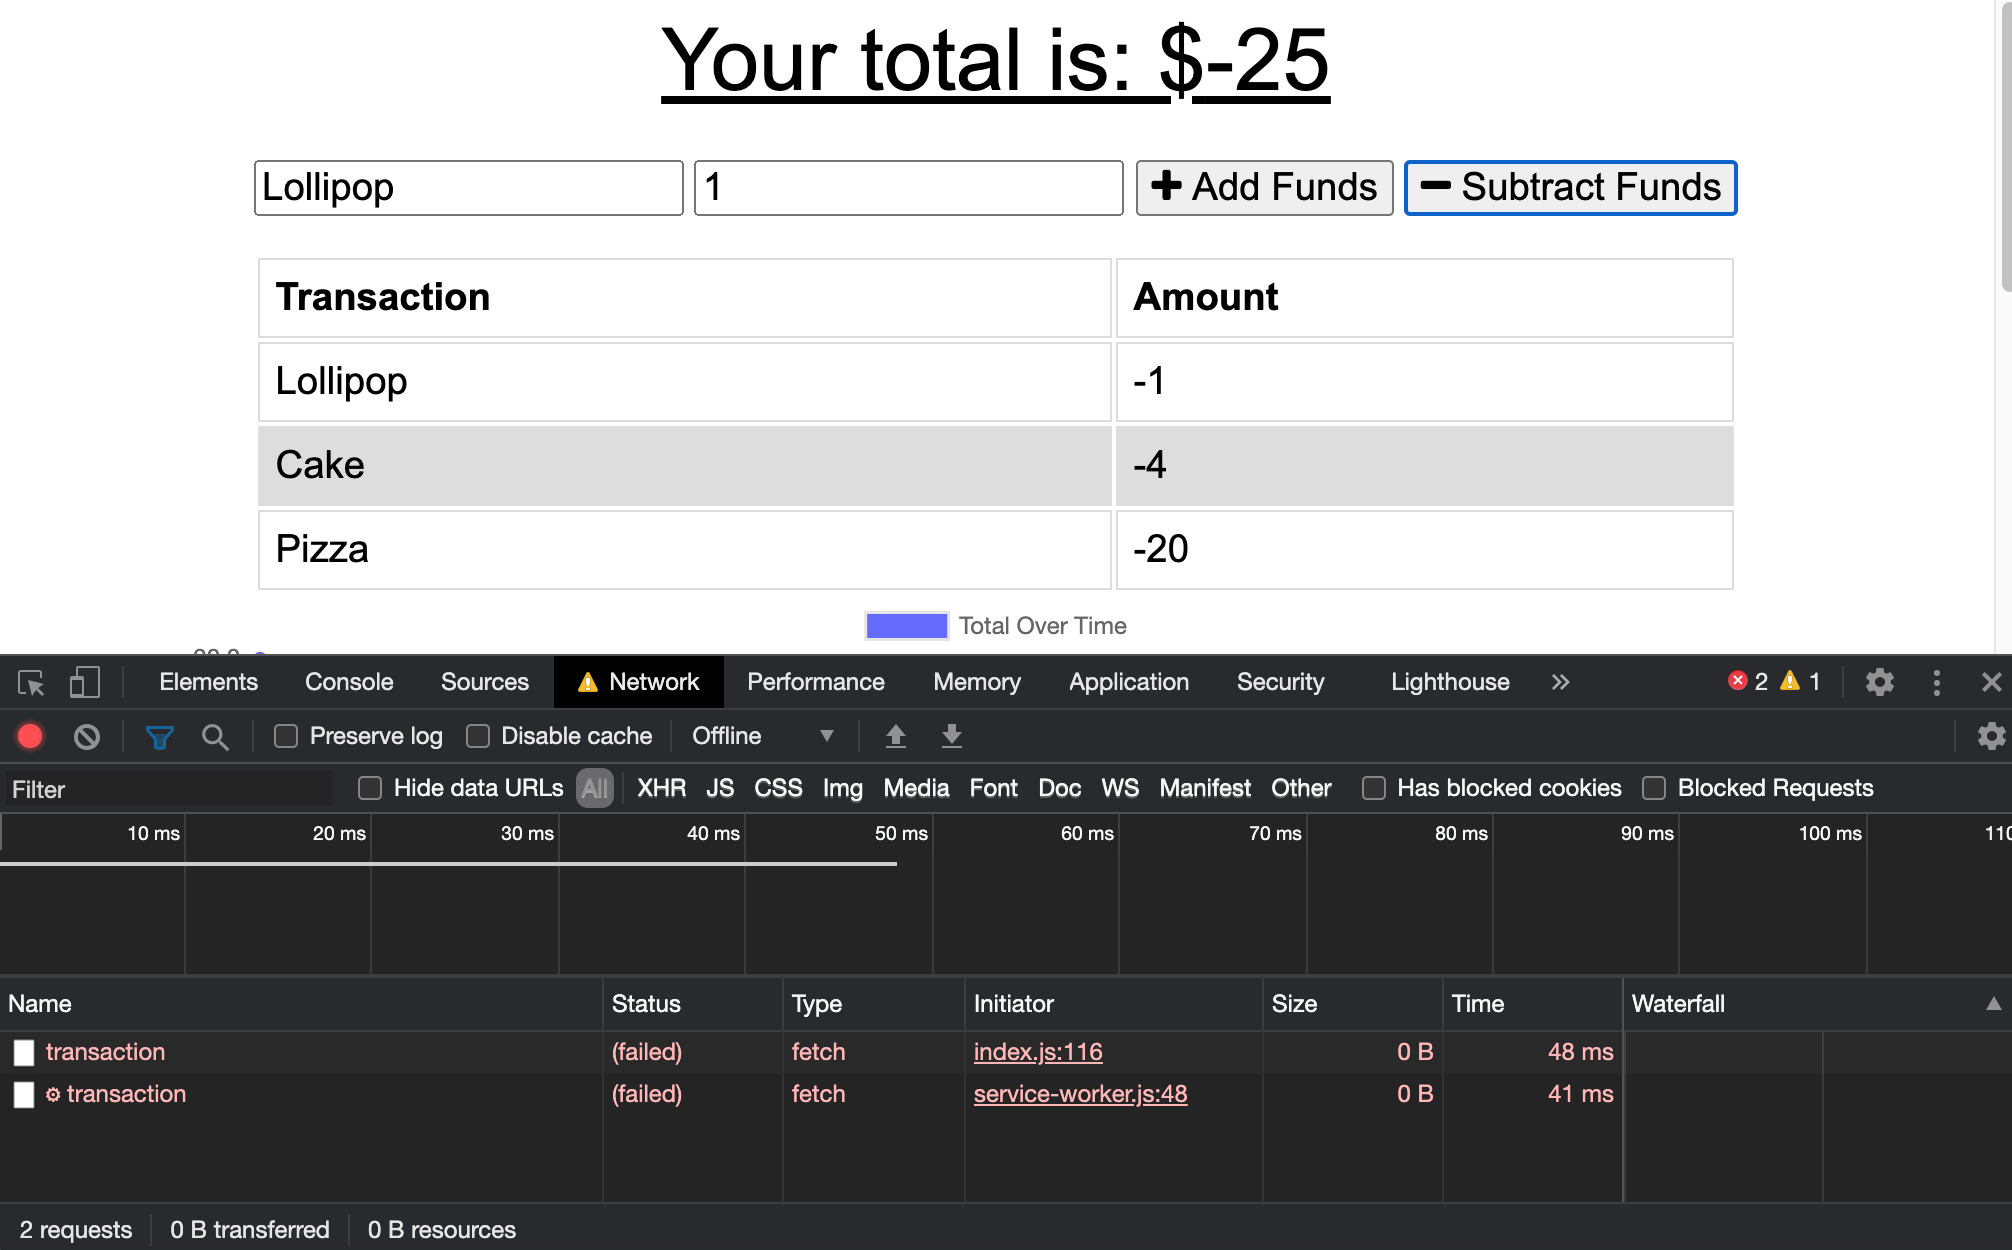 Your total is: $-25
Lollipop 1 Add Funds Subtract Funds
Transaction Amount
Lollipop -1
Cake -4
Pizza -20
Total Over Time
Elements Console Sources Network Performance Memory Application Security Lighthouse » 2 1
Preserve log Disable cache Offline
Filter Hide data URLs All XHR JS CSS Img Media Font Doc WS Manifest Other Has blocked cookies Blocked Requests
10 ms 20 ms 30 ms 40 ms 50 ms 60 ms 70 ms 80 ms 90 ms 100 ms
Name Status Type Initiator Size Time Waterfall
transaction (failed) fetch index.js:116 0 B 48 ms
transaction (failed) fetch service-worker.js:48 0 B 41 ms
2 requests 0 B transferred 0 B resources